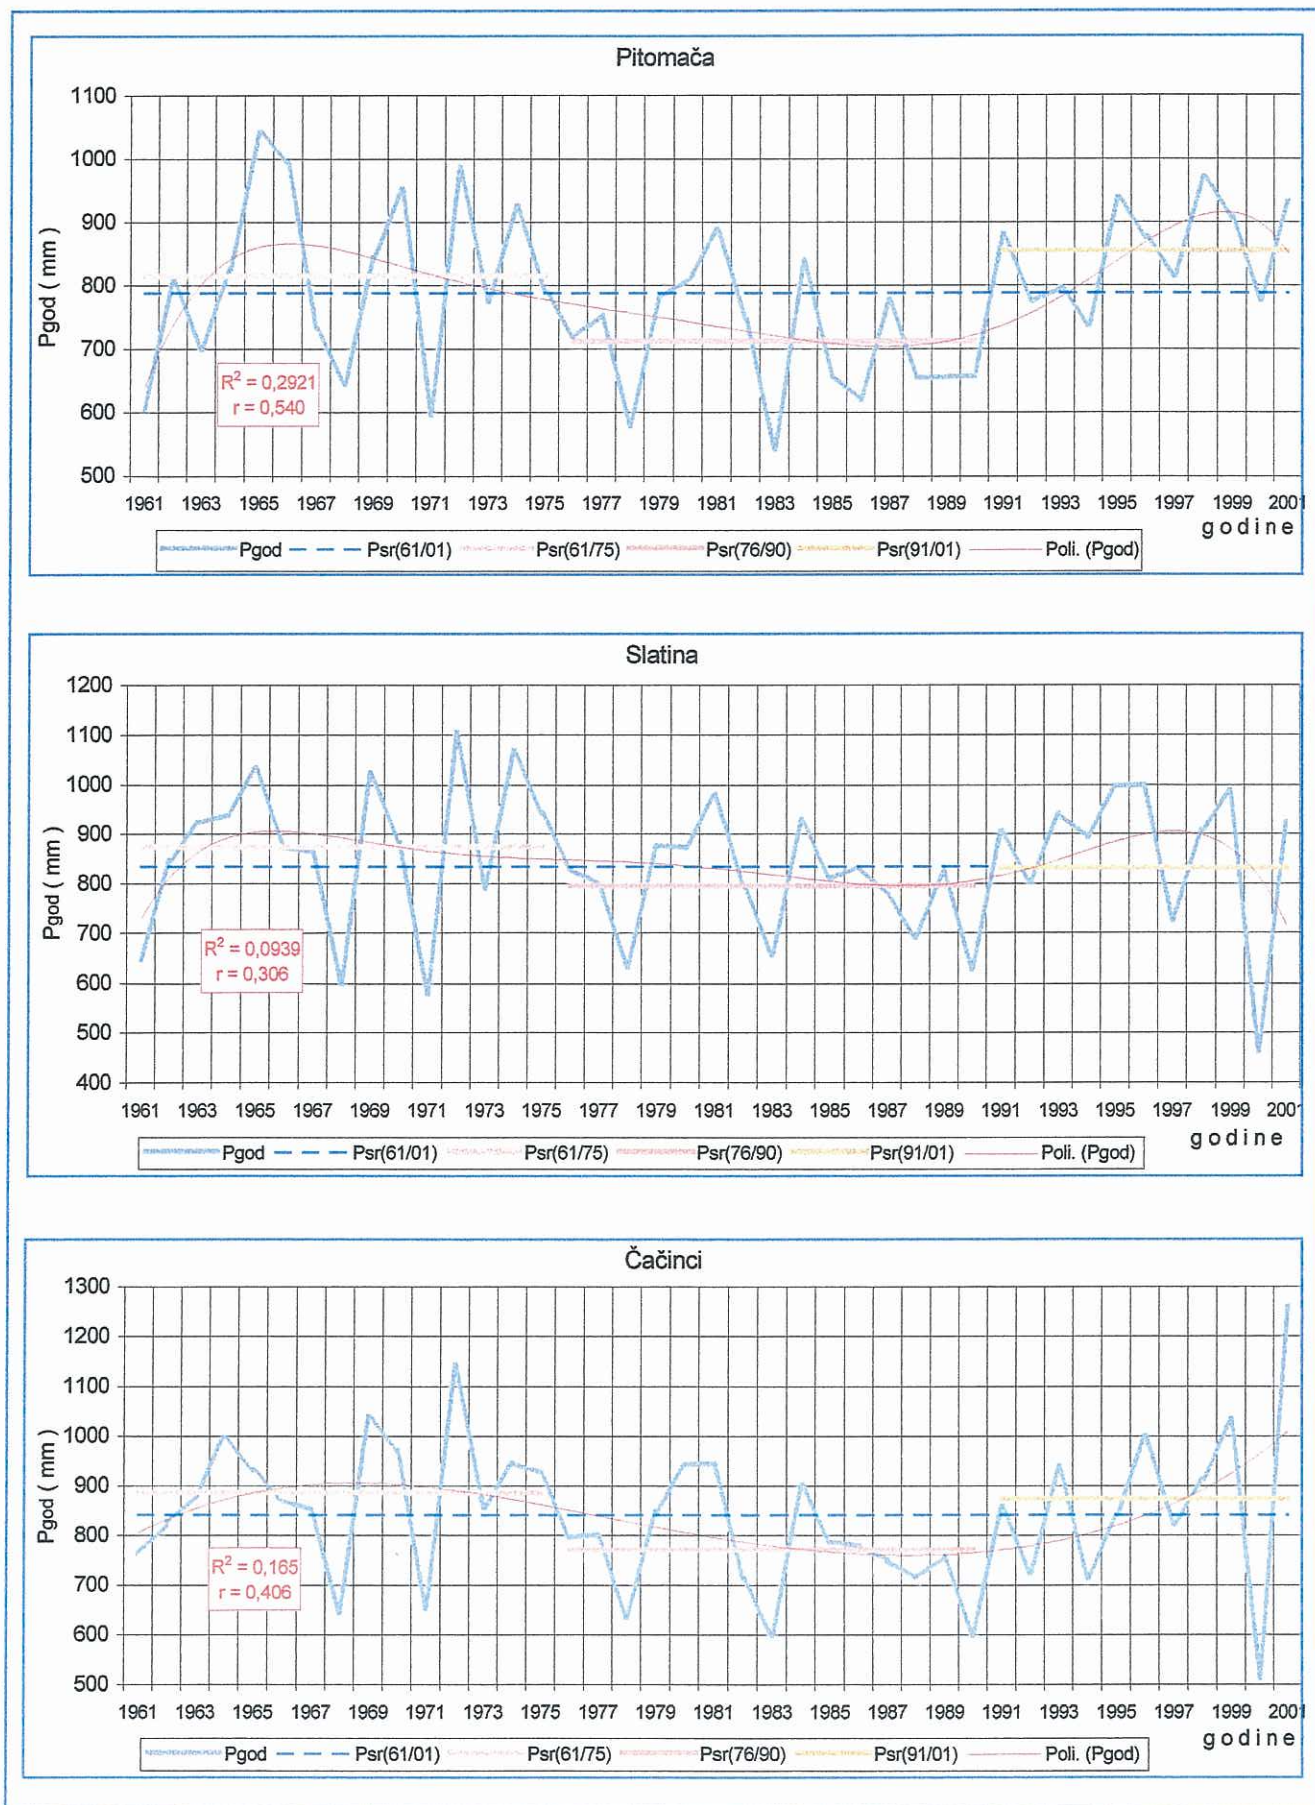 Pitomača
1100
1000
900
800
700
600
500
Pgod ( mm )
R² = 0,2921
r = 0,540
1961 1963 1965 1967 1969 1971 1973 1975 1977 1979 1981 1983 1985 1987 1989 1991 1993 1995 1997 1999 2001
godine
Pgod Psr(61/01) Psr(61/75) Psr(76/90) Psr(91/01) Poli. (Pgod)
Slatina
1200
1100
1000
900
800
700
600
500
400
Pgod ( mm )
R² = 0,0939
r = 0,306
1961 1963 1965 1967 1969 1971 1973 1975 1977 1979 1981 1983 1985 1987 1989 1991 1993 1995 1997 1999 2001
godine
Pgod Psr(61/01) Psr(61/75) Psr(76/90) Psr(91/01) Poli. (Pgod)
Čačinci
1300
1200
1100
1000
900
800
700
600
500
Pgod ( mm )
R² = 0,165
r = 0,406
1961 1963 1965 1967 1969 1971 1973 1975 1977 1979 1981 1983 1985 1987 1989 1991 1993 1995 1997 1999 2001
godine
Pgod Psr(61/01) Psr(61/75) Psr(76/90) Psr(91/01) Poli. (Pgod)